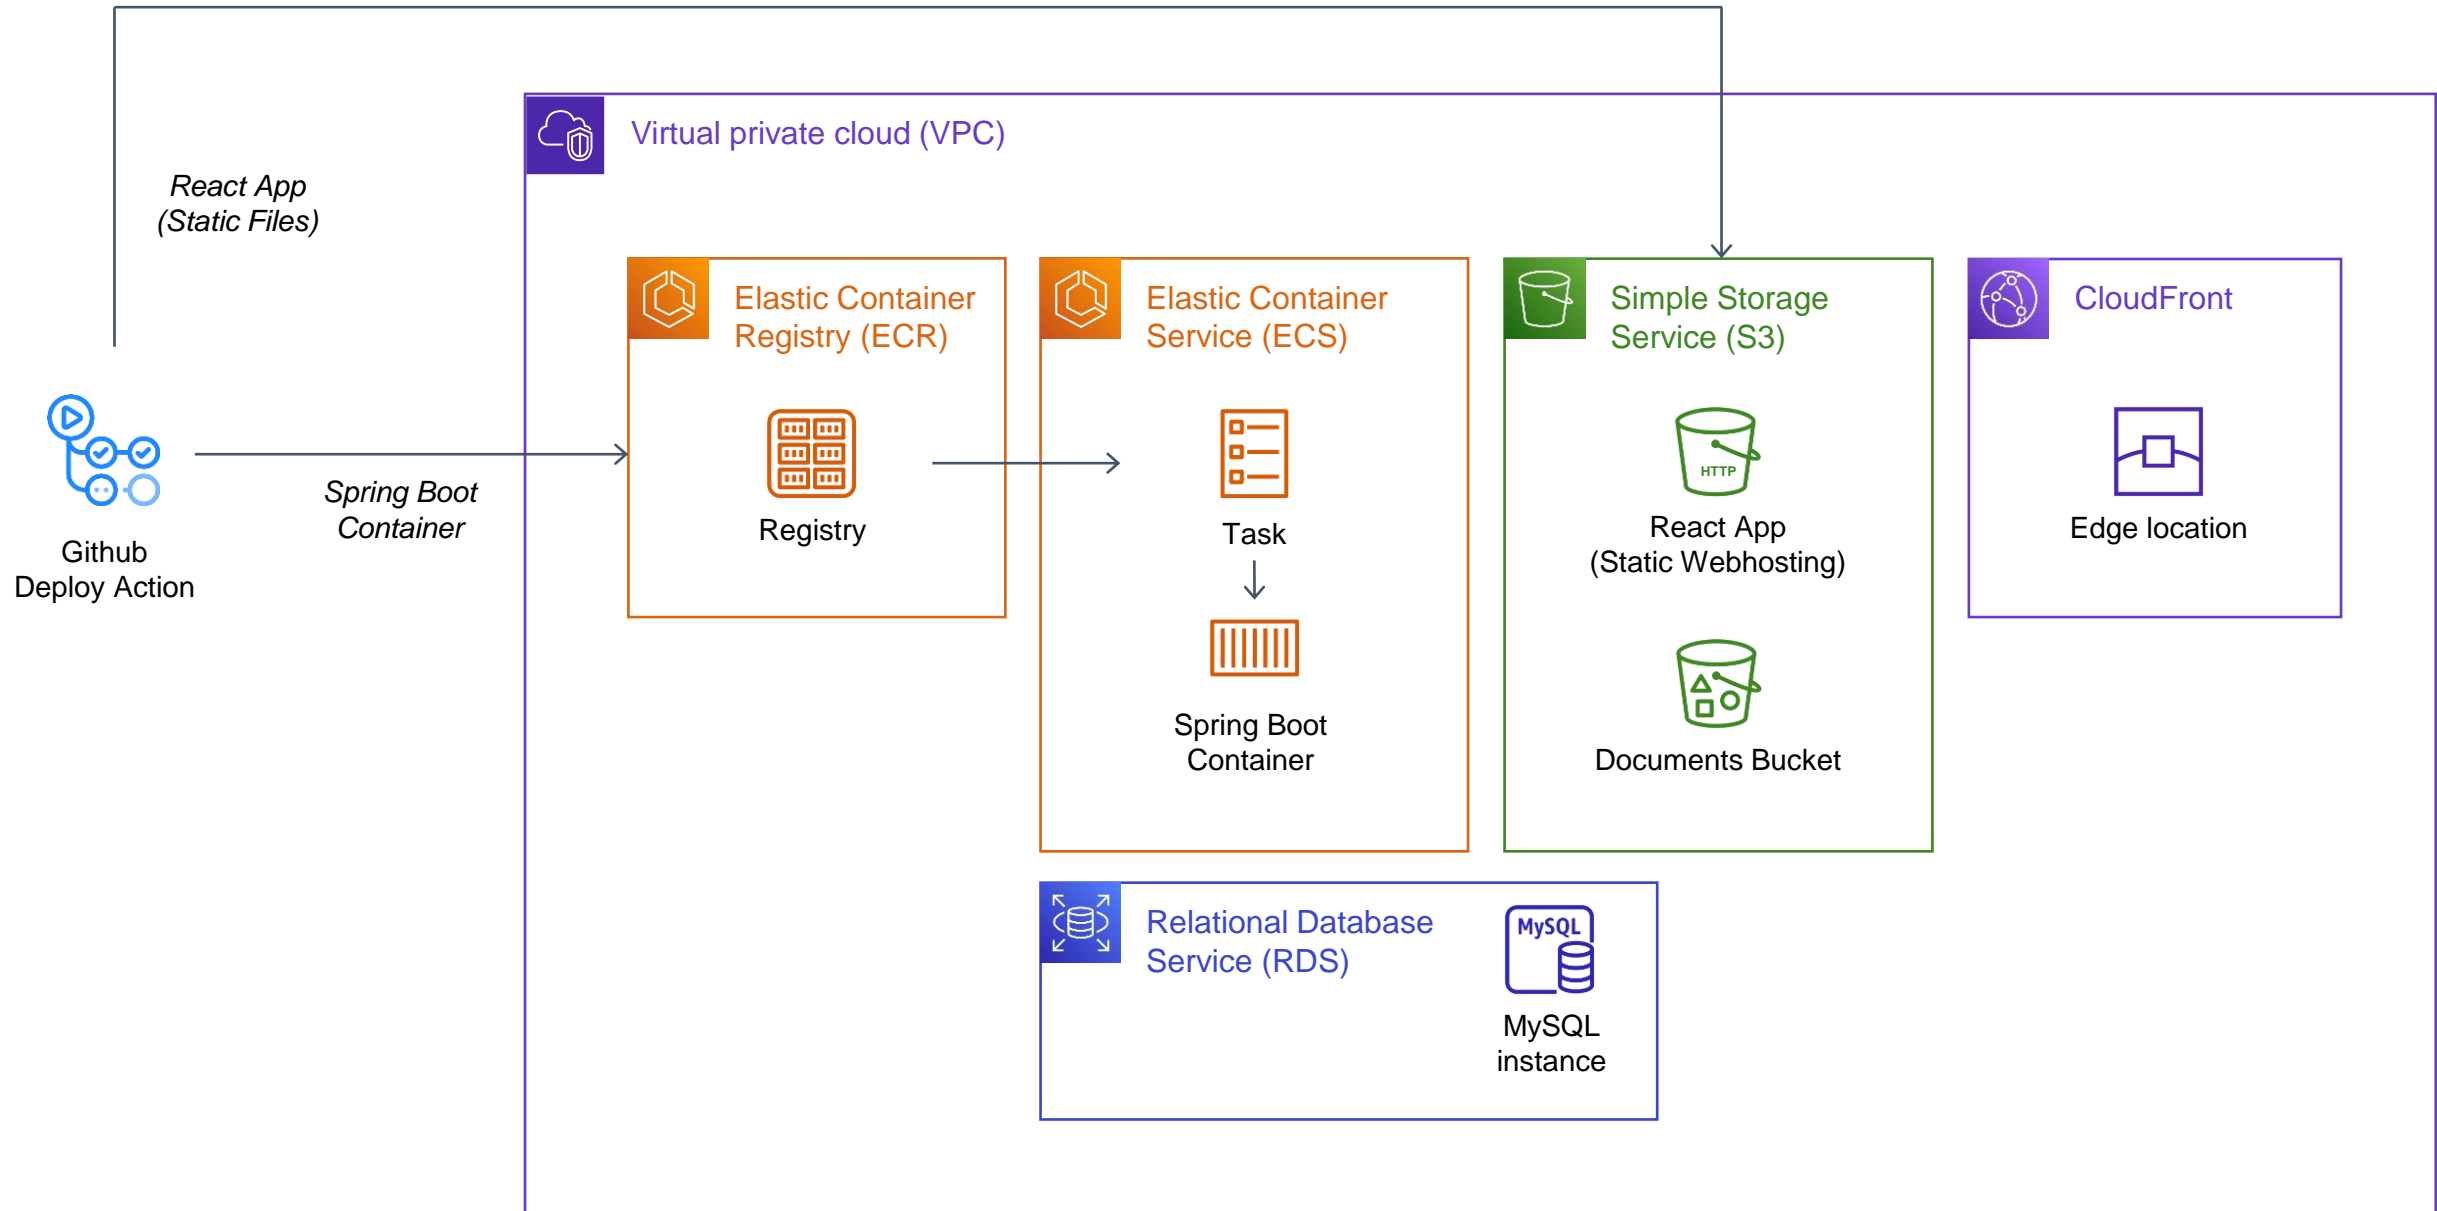 Virtual private cloud (VPC)
React App
(Static Files)
Elastic Container
Registry (ECR)
Elastic Container
Service (ECS)
Simple Storage
Service (S3)
CloudFront
Github
Deploy Action
Spring Boot
Container
Registry
Task
Spring Boot
Container
HTTP
React App
(Static Webhosting)
Documents Bucket
Edge location
Relational Database
Service (RDS)
MySQL
MySQL
instance